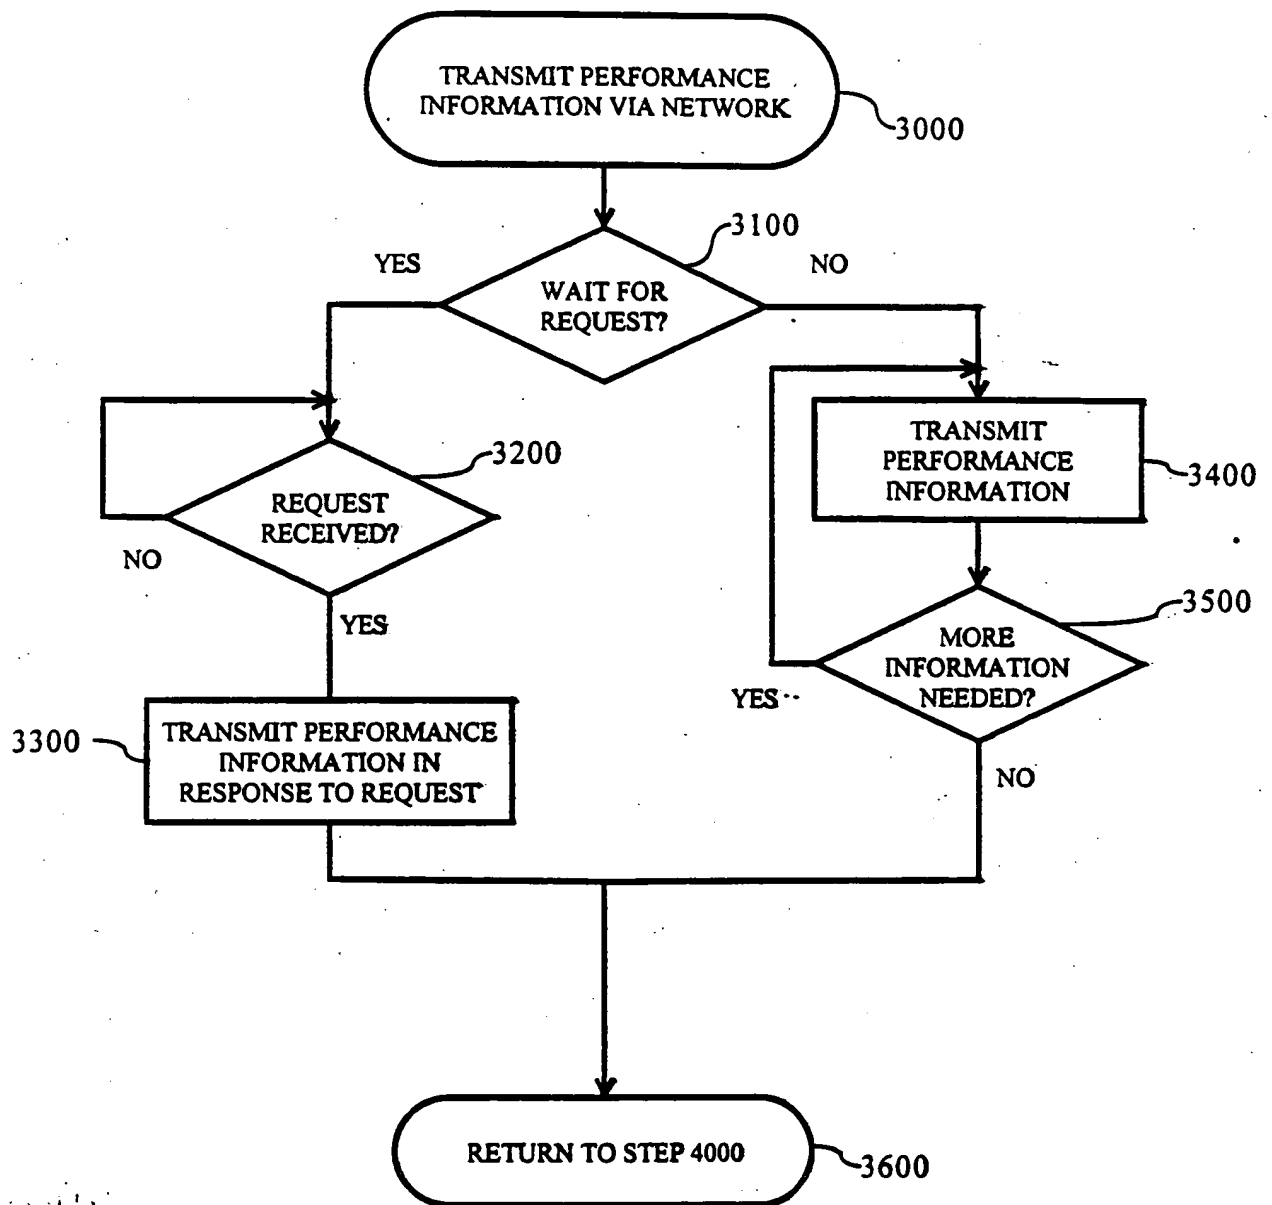 TRANSMIT PERFORMANCE
INFORMATION VIA NETWORK
3000
3100
YES
NO
WAIT FOR
REQUEST?
3200
REQUEST
RECEIVED?
NO
YES
TRANSMIT
PERFORMANCE
INFORMATION
3400
3500
MORE
INFORMATION
NEEDED?
YES
NO
3300
TRANSMIT PERFORMANCE
INFORMATION IN
RESPONSE TO REQUEST
RETURN TO STEP 4000
3600